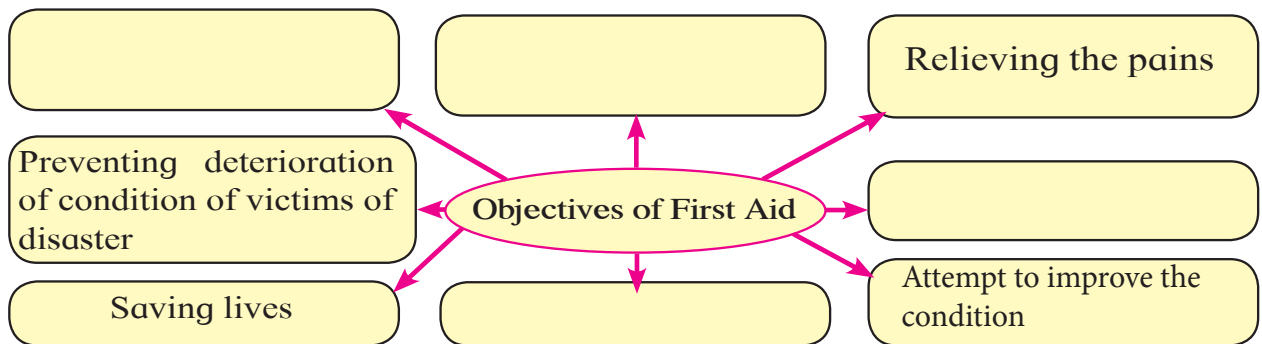 Relieving the pains
Preventing deterioration
of condition of victims of
disaster
Objectives of First Aid
Saving lives
Attempt to improve the
condition